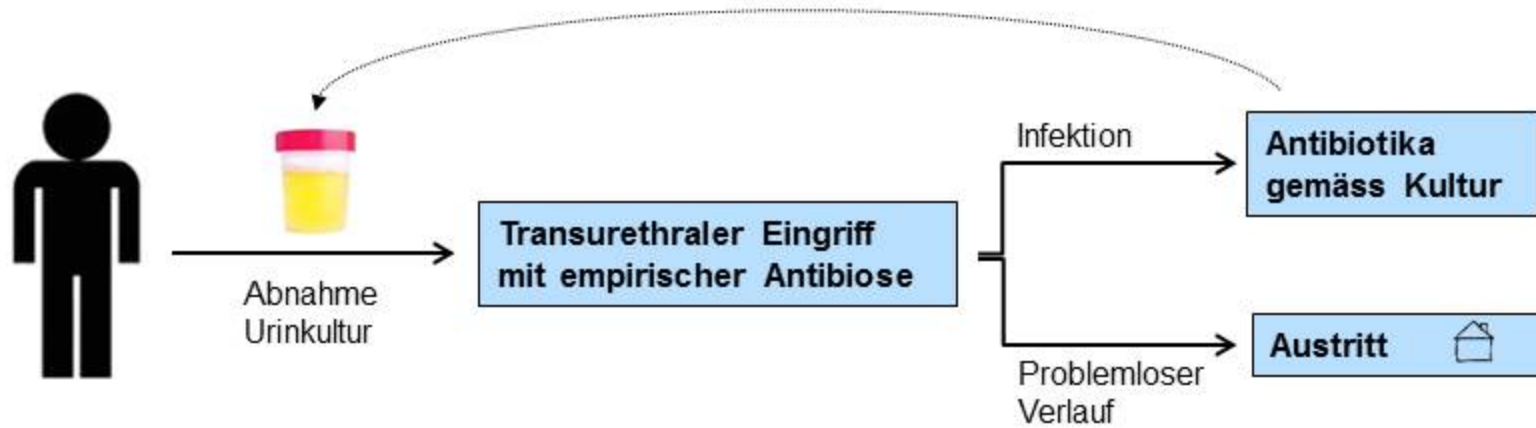 Abnahme
Urinkultur
Transurethraler Eingriff
mit empirischer Antibiose
Infektion
Antibiotika
gemäss Kultur
Problemloser
Verlauf
Austritt